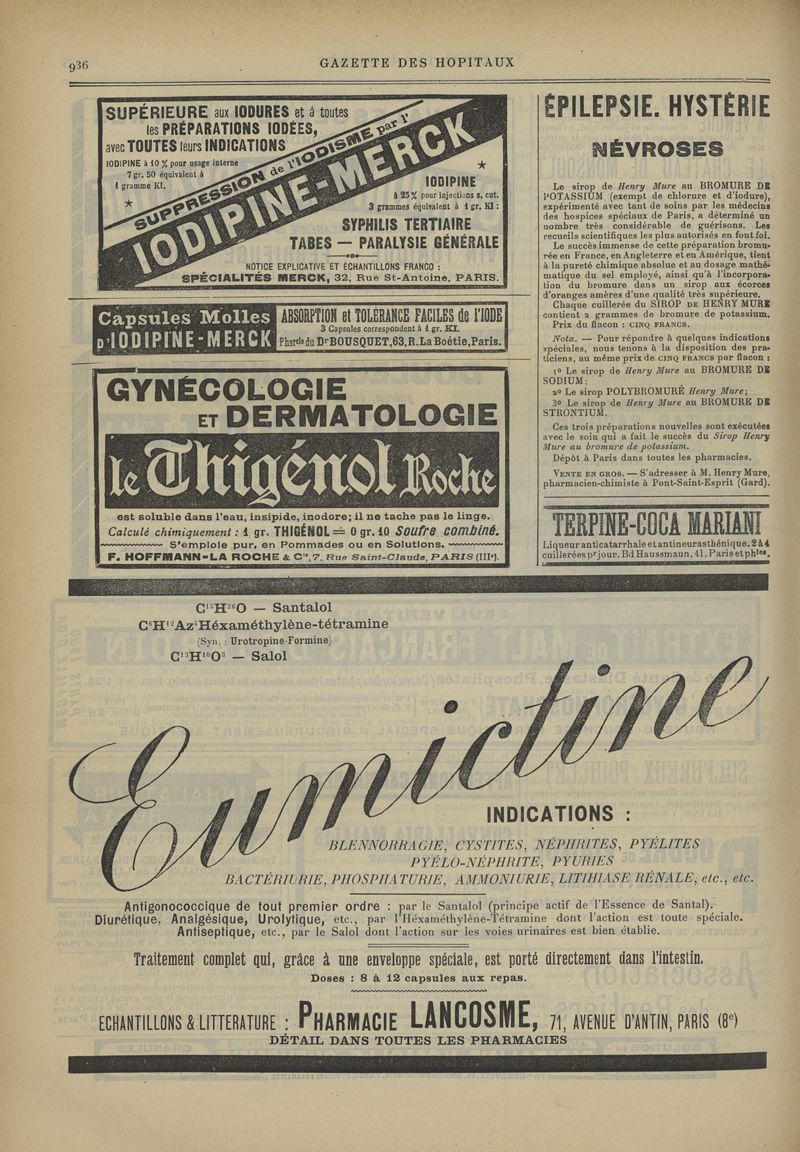 936
GAZETTE DES HOPITAUX
SUPÉRIEURE aux IODURES et à toutes
les PRÉPARATIONS IODÉES,
avec TOUTES leurs INDICATIONS
IODIPINE à 10 % pour usage interne
7 gr. 50 équivalent à
1 gramme KI.
*
SUPPRESSION de l'IODISME par l'
IODIPINE-MERCK
*
IODIPINE
à 25 % pour injections s. cut.
3 grammes équivalent à 1 gr. KI :
SYPHILIS TERTIAIRE
TABES — PARALYSIE GÉNÉRALE
NOTICE EXPLICATIVE ET ÉCHANTILLONS FRANCO :
SPÉCIALITÉS MERCK, 32, Rue St-Antoine, PARIS.
Capsules Molles
D'IODIPINE-MERCK
ABSORPTION et TOLÉRANCE FACILES de l'IODE
3 Capsules correspondent à 1 gr. KI.
Pharcie du Dr BOUSQUET, 63, R. La Boétie, Paris.
GYNÉCOLOGIE
ET DERMATOLOGIE
le Thigénol Roche
est soluble dans l'eau, insipide, inodore; il ne tache pas le linge.
Calculé chimiquement : 1 gr. THIGÉNOL = 0 gr. 10 Soufre combiné.
S'emploie pur, en Pommades ou en Solutions.
F. HOFFMANN-LA ROCHE & Cie, 7, Rue Saint-Claude, PARIS (IIIe).
ÉPILEPSIE. HYSTÉRIE
NÉVROSES
Le sirop de Henry Mure au BROMURE DE
POTASSIUM (exempt de chlorure et d'iodure),
expérimenté avec tant de soins par les médecins
des hospices spéciaux de Paris, a déterminé un
nombre très considérable de guérisons. Les
recueils scientifiques les plus autorisés en font foi.
Le succès immense de cette préparation bromu-
rée en France, en Angleterre et en Amérique, tient
à la pureté chimique absolue et au dosage mathé-
matique du sel employé, ainsi qu'à l'incorpora-
tion du bromure dans un sirop aux écorces
d'oranges amères d'une qualité très supérieure.
Chaque cuillerée du SIROP DE HENRY MURE
contient 2 grammes de bromure de potassium.
Prix du flacon : CINQ FRANCS.
Nota. — Pour répondre à quelques indications
spéciales, nous tenons à la disposition des pra-
ticiens, au même prix de CINQ FRANCS par flacon :
1o Le sirop de Henry Mure au BROMURE DE
SODIUM;
2o Le sirop POLYBROMURÉ Henry Mure;
3o Le sirop de Henry Mure au BROMURE DE
STRONTIUM.
Ces trois préparations nouvelles sont exécutées
avec le soin qui a fait le succès du Sirop Henry
Mure au bromure de potassium.
Dépôt à Paris dans toutes les pharmacies.
VENTE EN GROS. — S'adresser à M. Henry Mure,
pharmacien-chimiste à Pont-Saint-Esprit (Gard).
TERPINE-COCA MARIANI
Liqueur anticatarrhale et antineurasthénique. 2 à 4
cuillerées pr jour. Bd Haussmann, 41, Paris et phies.
C15H26O — Santalol
C6H12Az4Héxaméthylène-tétramine
(Syn. : Urotropine-Formine)
C13H10O3 — Salol
Eumictine
INDICATIONS :
BLENNORRAGIE, CYSTITES, NÉPHRITES, PYÉLITES
PYÉLO-NÉPHRITE, PYURIES
BACTÉRIURIE, PHOSPHATURIE, AMMONIURIE, LITIHIASE RÉNALE, etc., etc.
Antigonococcique de tout premier ordre : par le Santalol (principe actif de l'Essence de Santal).
Diurétique, Analgésique, Urolytique, etc., par l'Héxaméthylène-Tétramine dont l'action est toute spéciale.
Antiseptique, etc., par le Salol dont l'action sur les voies urinaires est bien établie.
Traitement complet qui, grâce à une enveloppe spéciale, est porté directement dans l'intestin.
Doses : 8 à 12 capsules aux repas.
ECHANTILLONS & LITTERATURE : PHARMACIE LANCOSME, 71, AVENUE D'ANTIN, PARIS (8e)
DÉTAIL DANS TOUTES LES PHARMACIES